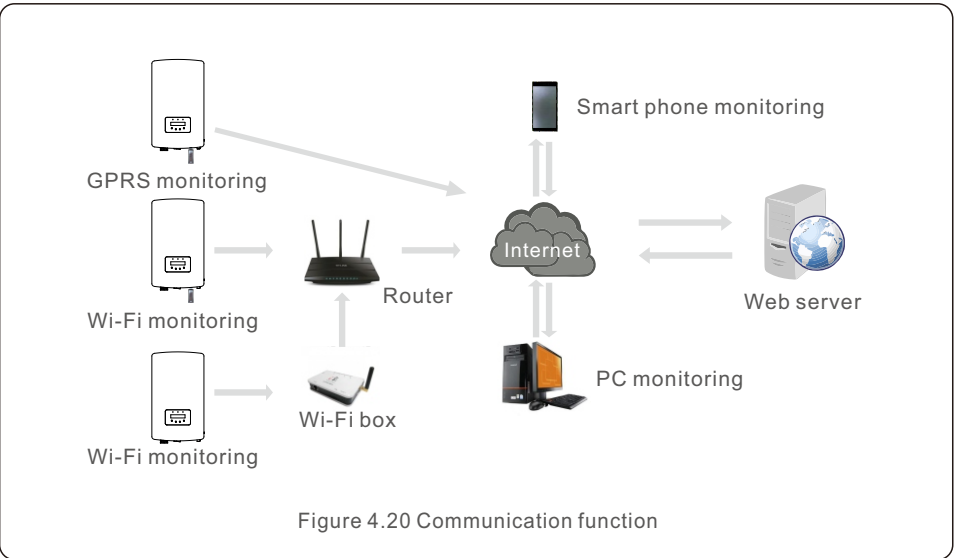 Smart phone monitoring
GPRS monitoring
Internet
Router
Web server
Wi-Fi monitoring
PC monitoring
Wi-Fi box
Wi-Fi monitoring
Figure 4.20 Communication function